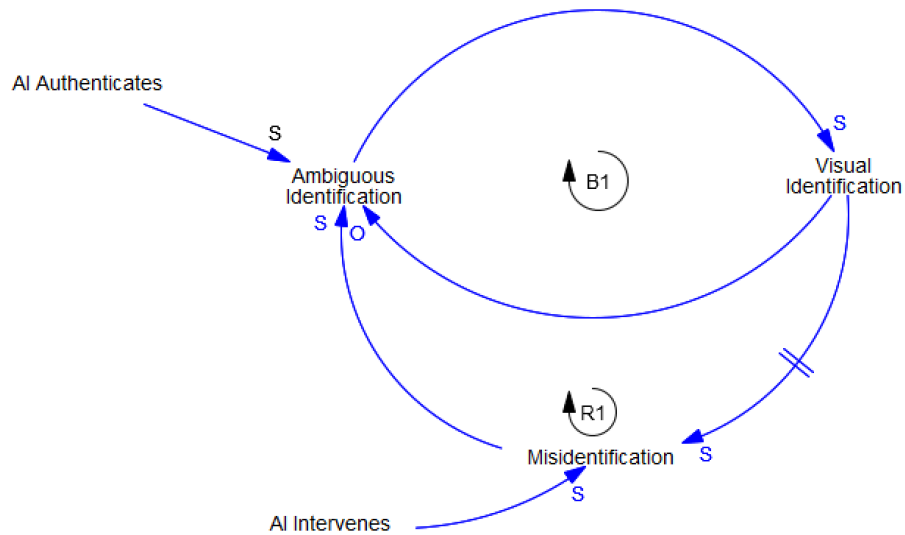 AI Authenticates
S
S
Ambiguous
Identification
B1
Visual
Identification
S
O
R1
Misidentification
S
S
AI Intervenes